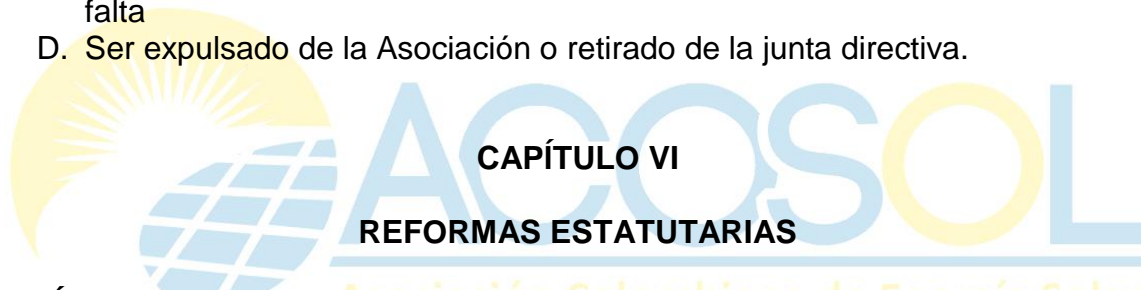 falta
D. Ser expulsado de la Asociación o retirado de la junta directiva.
ACOSOL
CAPÍTULO VI
REFORMAS ESTATUTARIAS